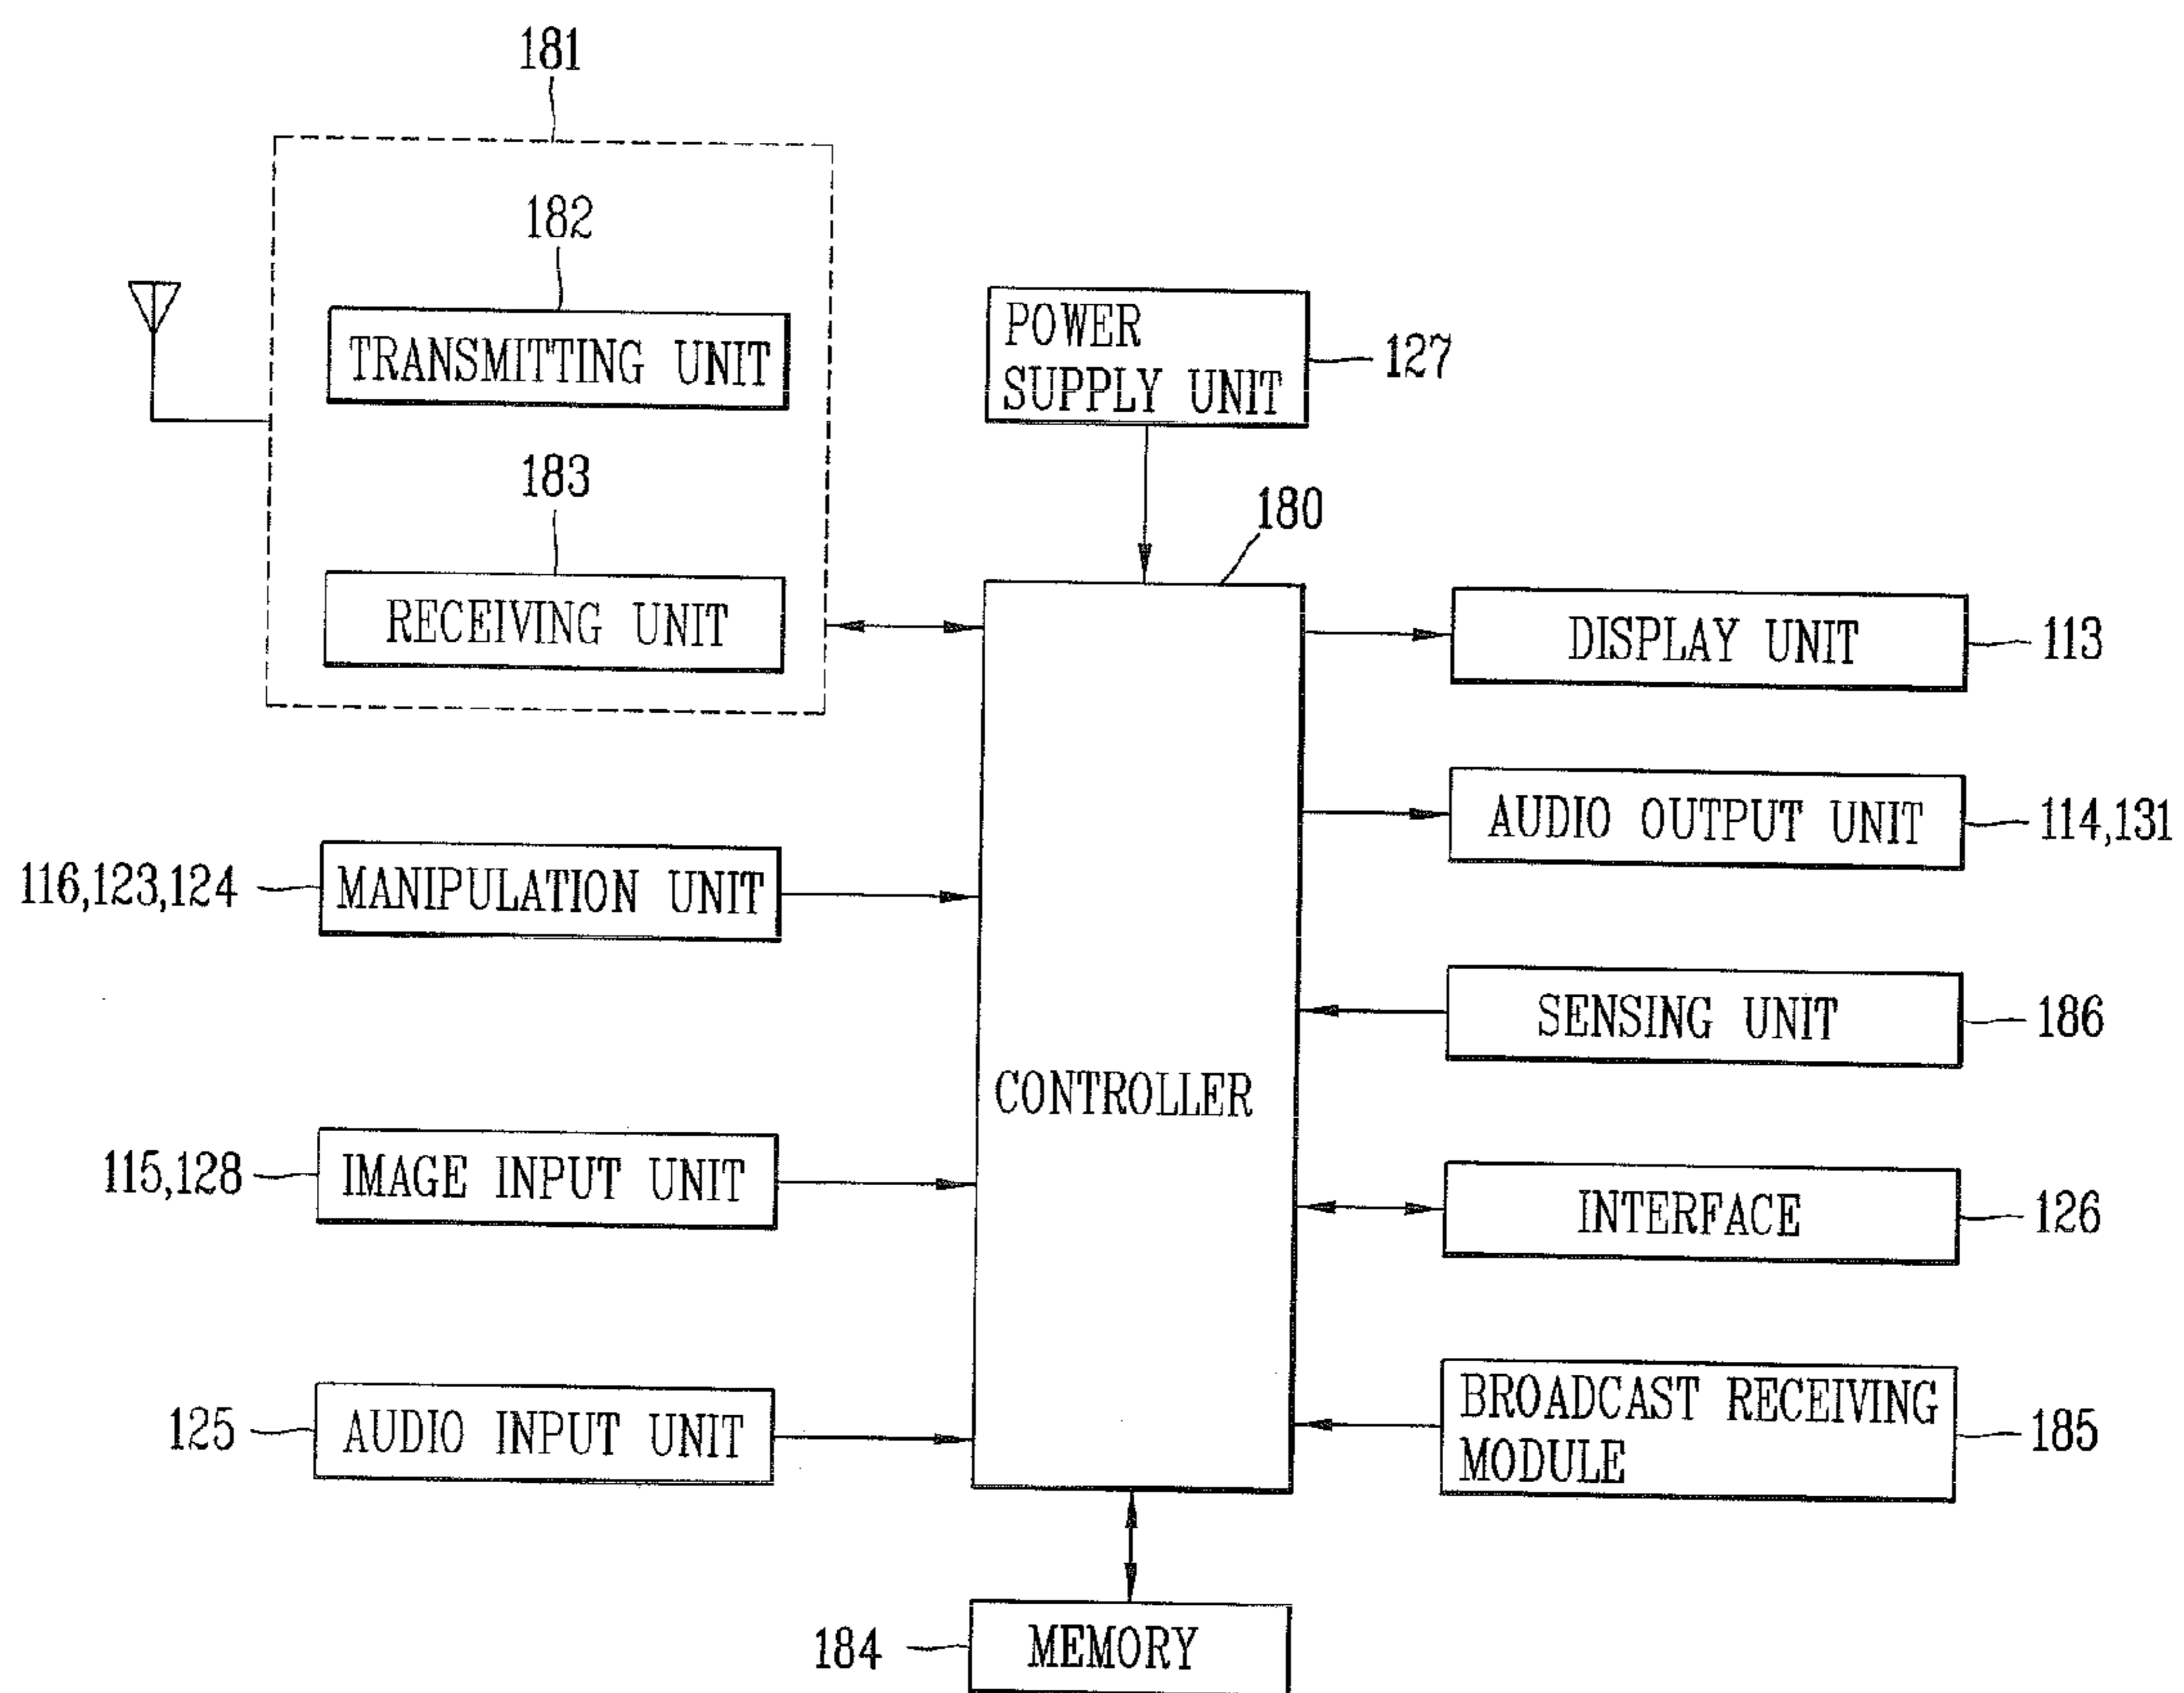 181
182
TRANSMITTING UNIT
183
RECEIVING UNIT
POWER
SUPPLY UNIT
127
180
CONTROLLER
DISPLAY UNIT
113
AUDIO OUTPUT UNIT
114,131
116,123,124
MANIPULATION UNIT
SENSING UNIT
186
115,128
IMAGE INPUT UNIT
INTERFACE
126
125
AUDIO INPUT UNIT
BROADCAST RECEIVING
MODULE
185
184
MEMORY